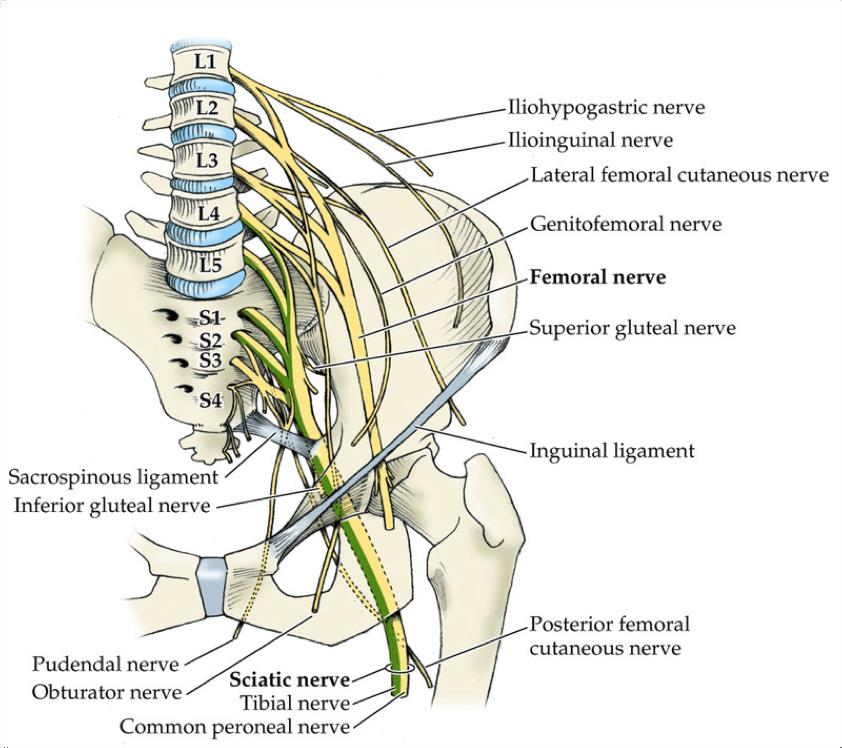 L1
L2
L3
L4
L5
S1
S2
S3
S4
Iliohypogastric nerve
Ilioinguinal nerve
Lateral femoral cutaneous nerve
Genitofemoral nerve
Femoral nerve
Superior gluteal nerve
Inguinal ligament
Sacrospinous ligament
Inferior gluteal nerve
Posterior femoral
cutaneous nerve
Pudendal nerve
Obturator nerve
Sciatic nerve
Tibial nerve
Common peroneal nerve